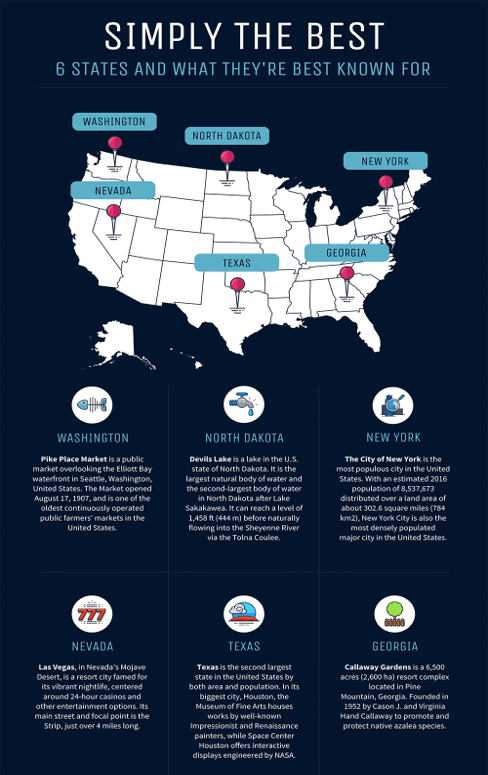 SIMPLY THE BEST
6 STATES AND WHAT THEY'RE BEST KNOWN FOR
WASHINGTON
NORTH DAKOTA
NEW YORK
NEVADA
GEORGIA
TEXAS
WASHINGTON
Pike Place Market is a public
market overlooking the Elliott Bay
waterfront in Seattle, Washington,
United States. The Market opened
August 17, 1907, and is one of the
oldest continuously operated
public farmers' markets in the
United States.
NORTH DAKOTA
Devils Lake is a lake in the U.S.
state of North Dakota. It is the
largest natural body of water and
the second-largest body of water
in North Dakota after Lake
Sakakawea. It can reach a level of
1,458 ft (444 m) before naturally
flowing into the Sheyenne River
via the Tolna Coulee.
NEW YORK
The City of New York is the
most populous city in the United
States. With an estimated 2016
population of 8,537,673
distributed over a land area of
about 302.6 square miles (784
km2), New York City is also the
most densely populated
major city in the United States.
777
NEVADA
Las Vegas, in Nevada's Mojave
Desert, is a resort city famed for
its vibrant nightlife, centered
around 24-hour casinos and
other entertainment options. Its
main street and focal point is the
Strip, just over 4 miles long.
TEXAS
Texas is the second largest
state in the United States by
both area and population. In its
biggest city, Houston, the
Museum of Fine Arts houses
works by well-known
Impressionist and Renaissance
painters, while Space Center
Houston offers interactive
displays engineered by NASA.
GEORGIA
Callaway Gardens is a 6,500
acres (2,600 ha) resort complex
located in Pine
Mountain, Georgia. Founded in
1952 by Cason J. and Virginia
Hand Callaway to promote and
protect native azalea species.